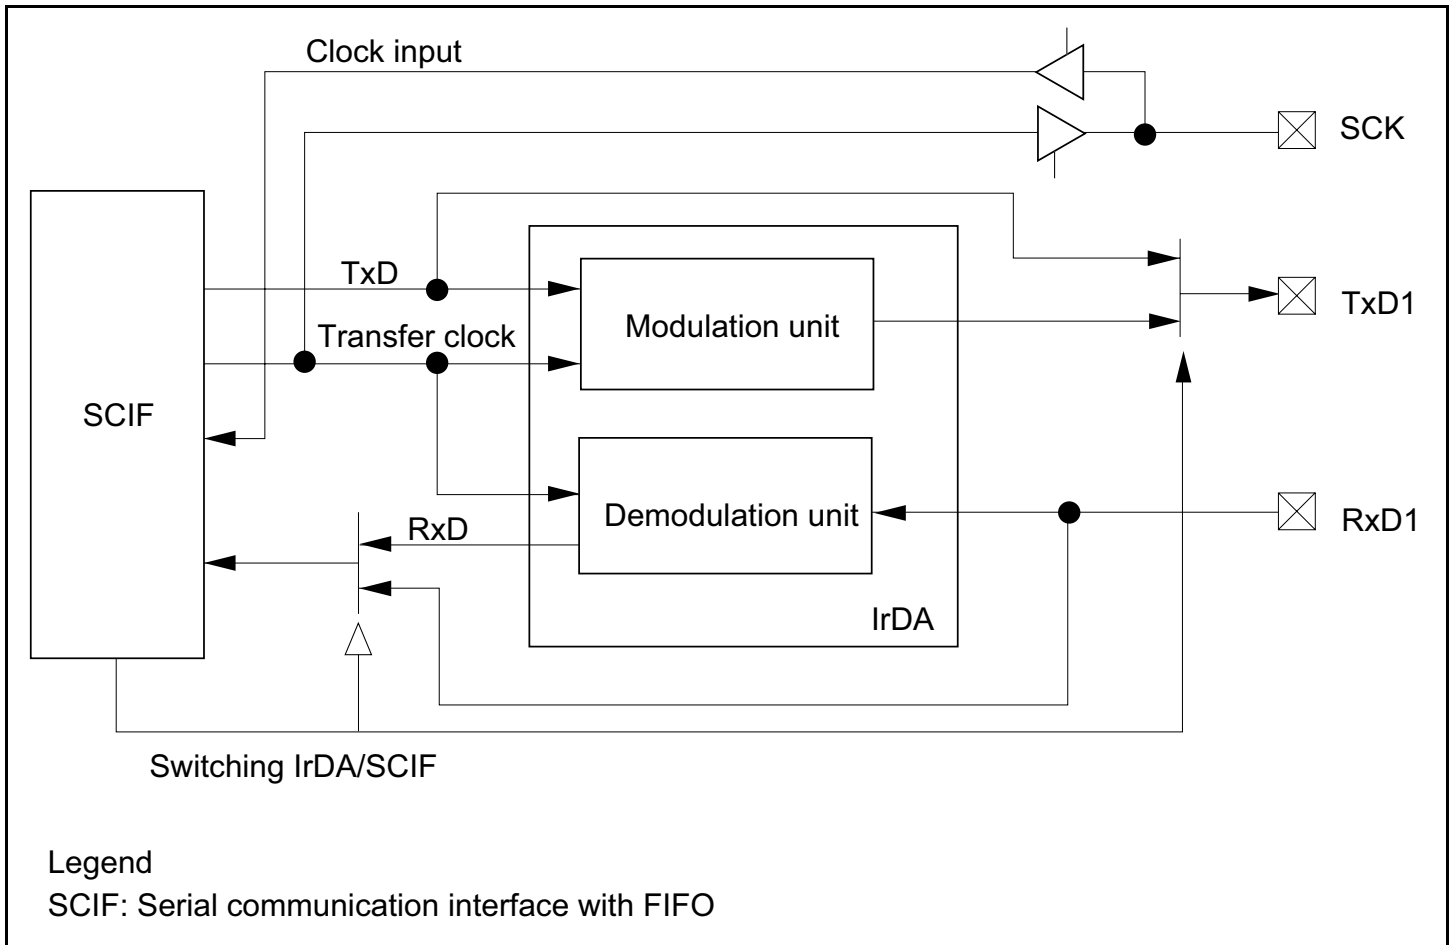 Clock input
SCK
TxD
TxD1
Transfer clock
Modulation unit
SCIF
Demodulation unit
RxD
RxD1
IrDA
Switching IrDA/SCIF
Legend
SCIF: Serial communication interface with FIFO